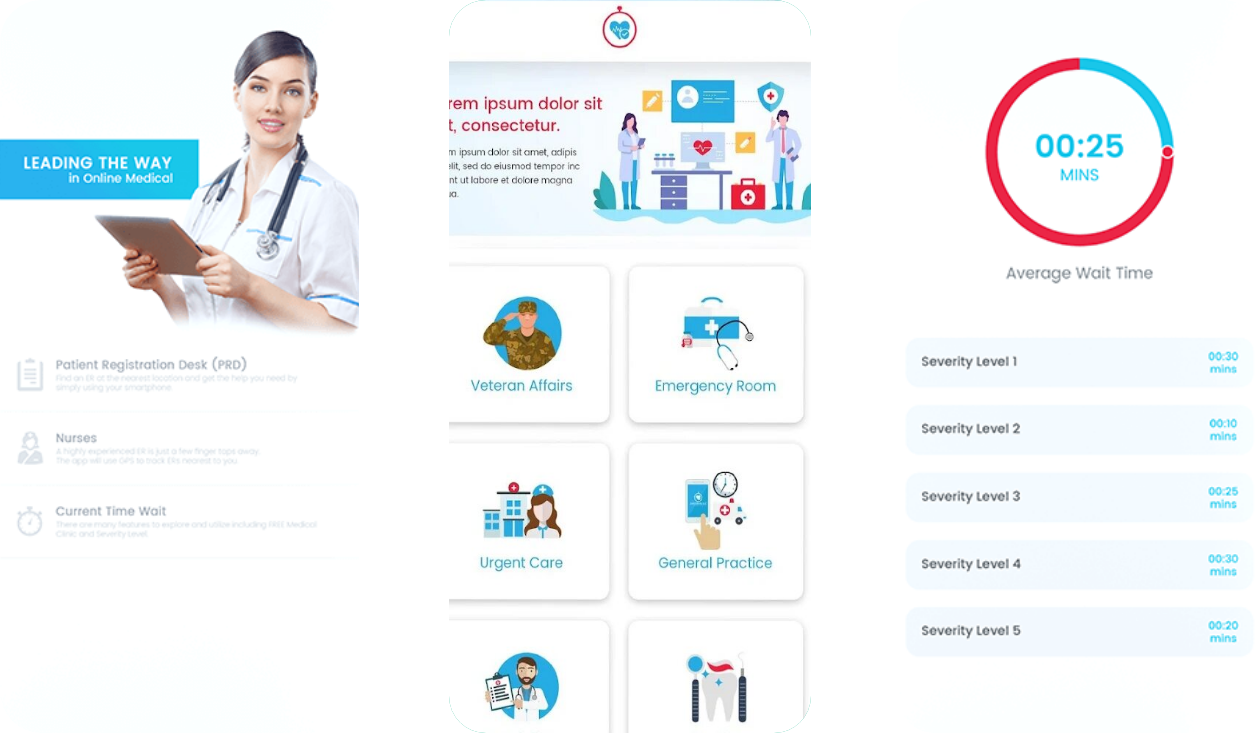 LEADING THE WAY
in Online Medical
Patient Registration Desk (PRD)
Find an ER at the nearest location and get the help you need by
simply using your smartphone.
Nurses
A highly experienced ER is just a few finger taps away.
The app will use GPS to track ERs nearest to you.
Current Time Wait
There are many features to explore and utilize including FREE Medical
Clinic and Severity Level
rem ipsum dolor sit
t, consectetur.
m ipsum dolor sit amet, adipis
elit, sed do eiusmod tempor inc
nt ut labore et dolore magna
ua.
Veteran Affairs
Emergency Room
Urgent Care
General Practice
00:25
MINS
Average Wait Time
Severity Level 1
00:30
mins
Severity Level 2
00:10
mins
Severity Level 3
00:25
mins
Severity Level 4
00:30
mins
Severity Level 5
00:20
mins